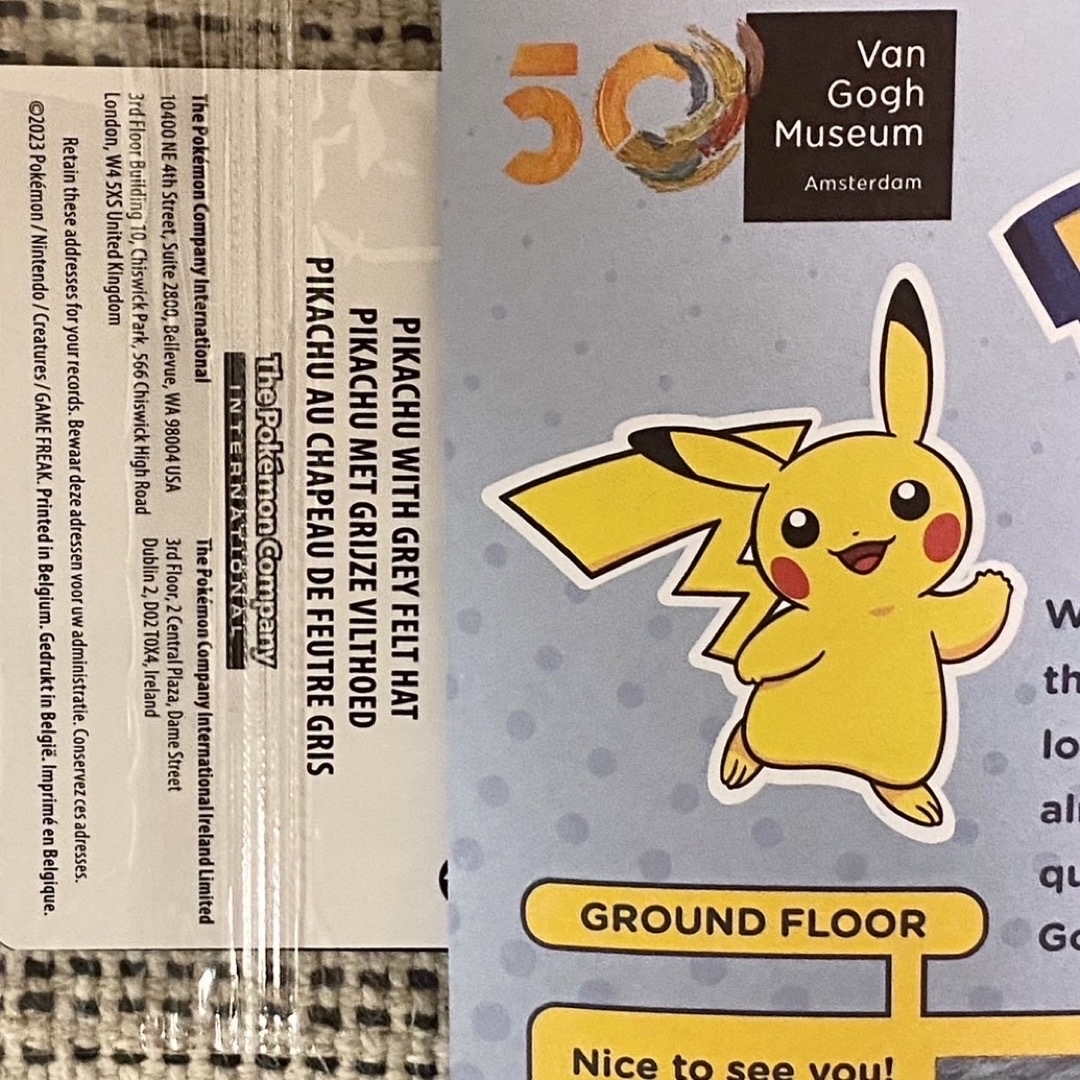 PIKACHU WITH GREY FELT HAT
PIKACHU MET GRIJZE VILTHOED
PIKACHU AU CHAPEAU DE FEUTRE GRIS
The Pokémon Company
INTERNATIONAL
The Pokémon Company International
10400 NE 4th Street, Suite 2800, Bellevue, WA 98004 USA
3rd Floor Building 10, Chiswick Park, 566 Chiswick High Road
London, W4 5XS United Kingdom
The Pokémon Company International Ireland Limited
3rd Floor, 2 Central Plaza, Dame Street
Dublin 2, D02 T0X4, Ireland
Retain these addresses for your records. Bewaar deze adressen voor uw administratie. Conservez ces adresses.
©2023 Pokémon / Nintendo / Creatures / GAME FREAK. Printed in Belgium. Gedrukt in België. Imprimé en Belgique.
50
Van
Gogh
Museum
Amsterdam
GROUND FLOOR
Nice to see you!